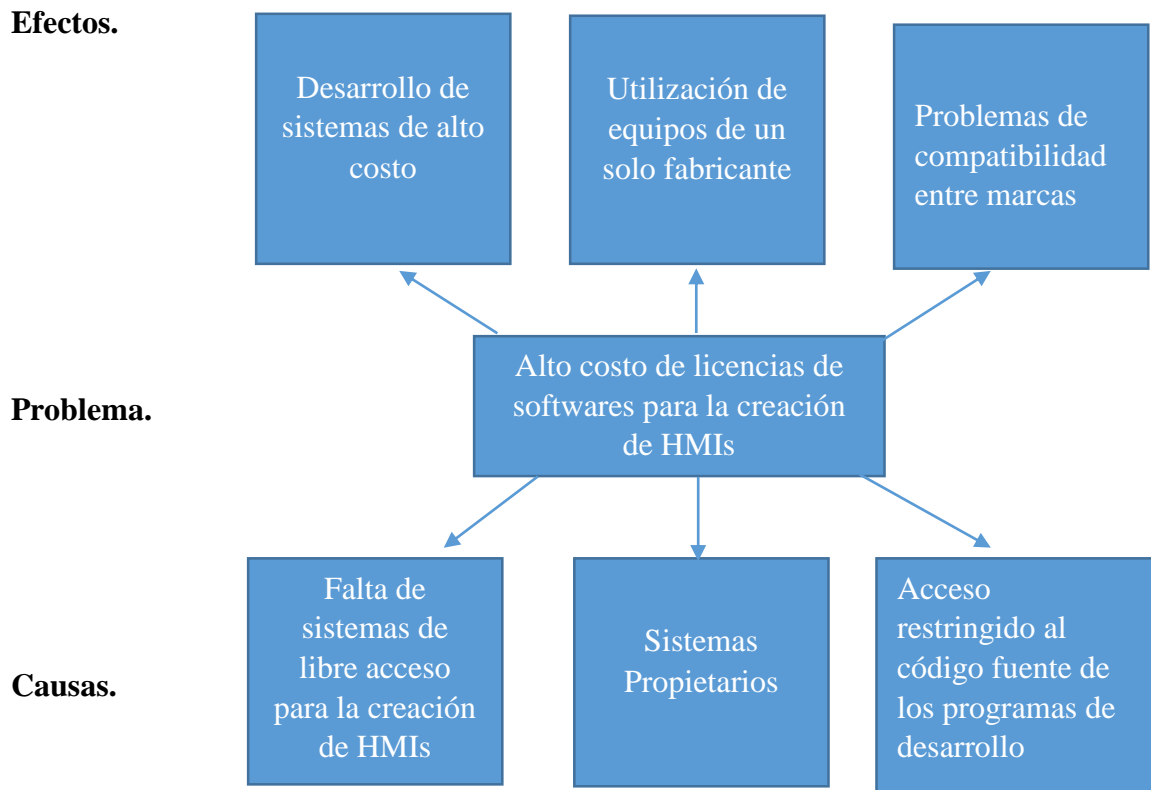 Efectos.
Desarrollo de
sistemas de alto
costo
Utilización de
equipos de un
solo fabricante
Problemas de
compatibilidad
entre marcas
Problema.
Alto costo de licencias de
softwares para la creación
de HMIs
Causas.
Falta de
sistemas de
libre acceso
para la creación
de HMIs
Sistemas
Propietarios
Acceso
restringido al
código fuente de
los programas de
desarrollo